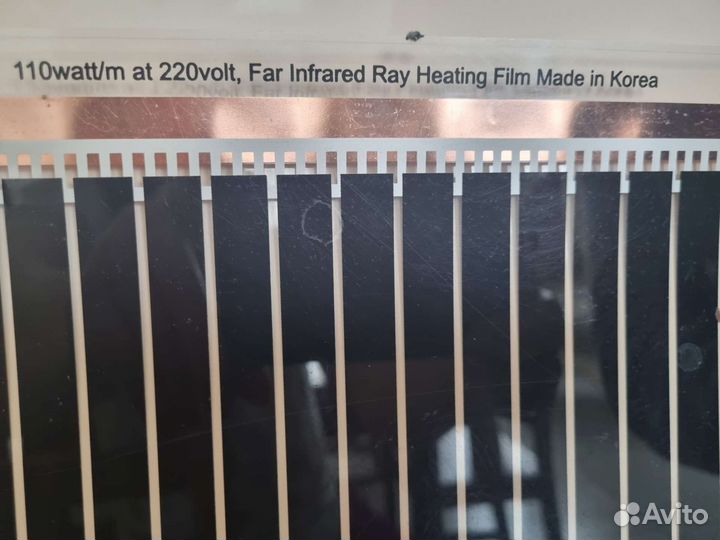 110watt/m at 220volt, Far Infrared Ray Heating Film Made in Korea
Avito